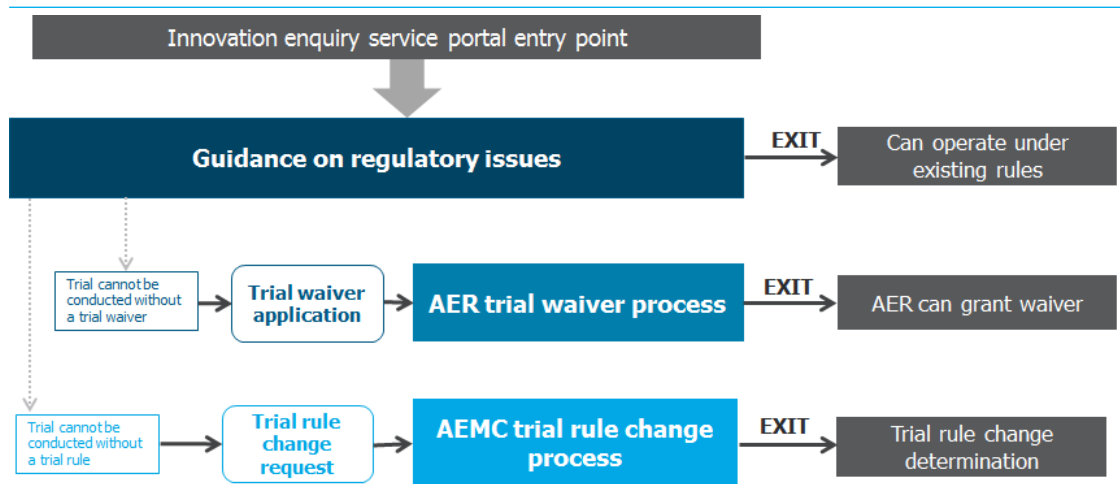 Innovation enquiry service portal entry point
Guidance on regulatory issues
EXIT
Can operate under
existing rules
Trial cannot be
conducted without
a trial waiver
Trial waiver
application
AER trial waiver process
EXIT
AER can grant waiver
Trial cannot be
conducted without
a trial rule
Trial rule
change
request
AEMC trial rule change
process
EXIT
Trial rule change
determination